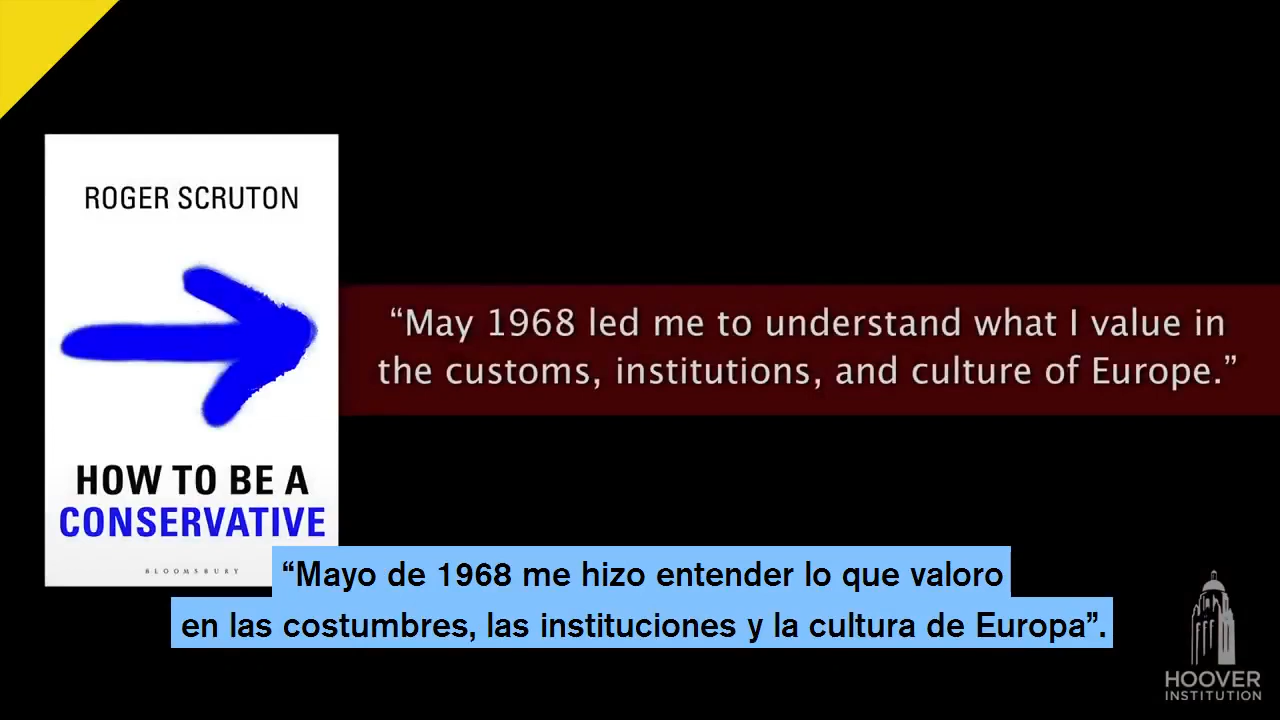 ROGER SCRUTON
HOW TO BE A
CONSERVATIVE
BLOOMSBURY
“May 1968 led me to understand what I value in
the customs, institutions, and culture of Europe.”
“Mayo de 1968 me hizo entender lo que valoro
en las costumbres, las instituciones y la cultura de Europa”.
HOOVER
INSTITUTION